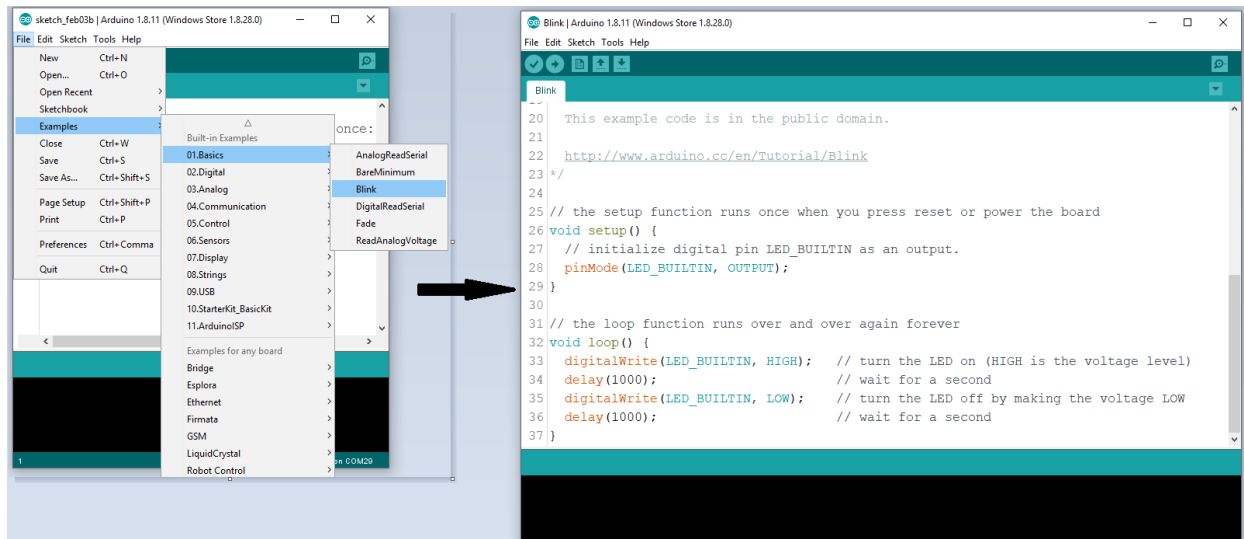 sketch_feb03b | Arduino 1.8.11 (Windows Store 1.8.28.0)
File Edit Sketch Tools Help
New Ctrl+N
Open... Ctrl+O
Open Recent
Sketchbook
Examples
Close Ctrl+W
Save Ctrl+S
Save As... Ctrl+Shift+S
Page Setup Ctrl+Shift+P
Print Ctrl+P
Preferences Ctrl+Comma
Quit Ctrl+Q
once:
Built-in Examples
01.Basics
02.Digital
03.Analog
04.Communication
05.Control
06.Sensors
07.Display
08.Strings
09.USB
10.StarterKit_BasicKit
11.ArduinoISP
Examples for any board
Bridge
Esplora
Ethernet
Firmata
GSM
LiquidCrystal
Robot Control
AnalogReadSerial
BareMinimum
Blink
DigitalReadSerial
Fade
ReadAnalogVoltage
1
on COM29
Blink | Arduino 1.8.11 (Windows Store 1.8.28.0)
File Edit Sketch Tools Help
Blink
20 This example code is in the public domain.
21
22 http://www.arduino.cc/en/Tutorial/Blink
23 */
24
25 // the setup function runs once when you press reset or power the board
26 void setup() {
27 // initialize digital pin LED_BUILTIN as an output.
28 pinMode(LED_BUILTIN, OUTPUT);
29 }
30
31 // the loop function runs over and over again forever
32 void loop() {
33 digitalWrite(LED_BUILTIN, HIGH); // turn the LED on (HIGH is the voltage level)
34 delay(1000); // wait for a second
35 digitalWrite(LED_BUILTIN, LOW); // turn the LED off by making the voltage LOW
36 delay(1000); // wait for a second
37 }